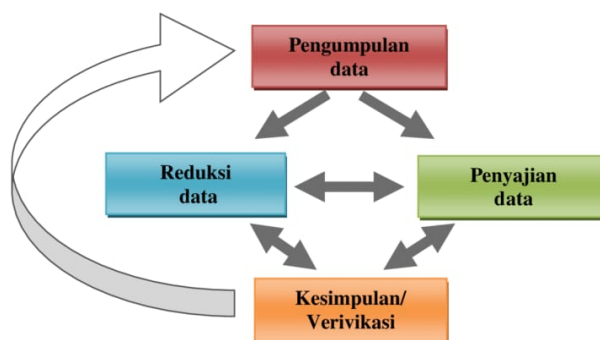 Pengumpulan
data
Reduksi
data
Penyajian
data
Kesimpulan/
Verivikasi